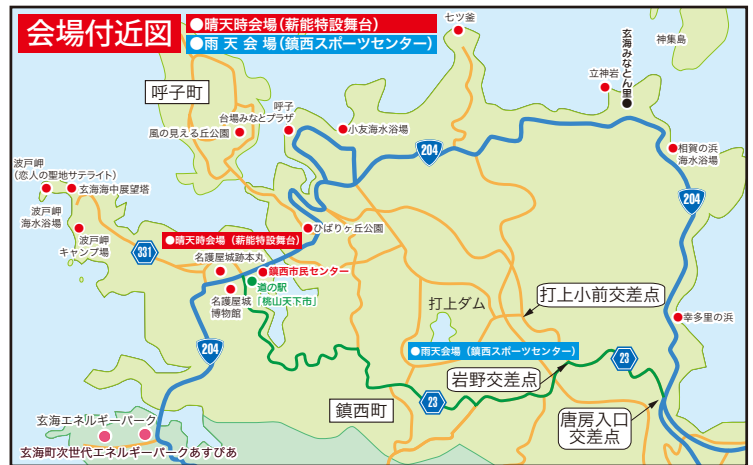 会場付近図
●晴天時会場（薪能特設舞台）
●雨天会場（鎮西スポーツセンター）
七ツ釜
神集島
立神岩
玄海みなとん里
呼子町
呼子
台場みなとプラザ
風の見える丘公園
小友海水浴場
204
相賀の浜
海水浴場
204
波戸岬
（恋人の聖地サテライト）
玄海海中展望塔
波戸岬
海水浴場
波戸岬
キャンプ場
331
ひばりヶ丘公園
●晴天時会場（薪能特設舞台）
名護屋城跡本丸
鎮西市民センター
道の駅
「桃山天下市」
名護屋城
博物館
打上ダム
打上小前交差点
幸多里の浜
204
●雨天会場（鎮西スポーツセンター）
岩野交差点
23
23
鎮西町
唐房入口
交差点
玄海エネルギーパーク
玄海町次世代エネルギーパークあすぴあ